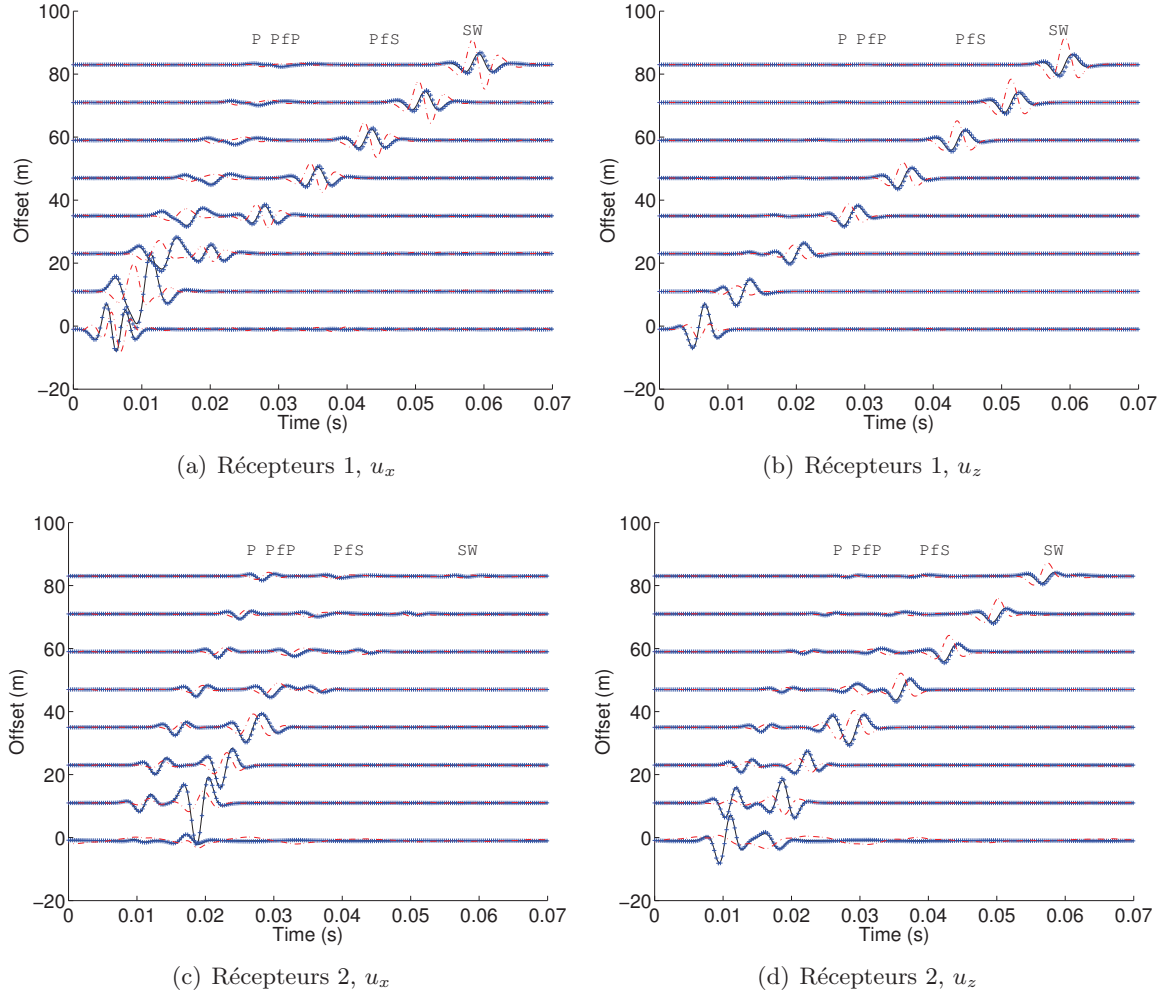 100
80
60
40
20
0
−20
Offset (m)
P PfP PfS SW
0 0.01 0.02 0.03 0.04 0.05 0.06 0.07
Time (s)
(a) Récepteurs 1, u_x
100
80
60
40
20
0
−20
Offset (m)
P PfP PfS SW
0 0.01 0.02 0.03 0.04 0.05 0.06 0.07
Time (s)
(b) Récepteurs 1, u_z
100
80
60
40
20
0
−20
Offset (m)
P PfP PfS SW
0 0.01 0.02 0.03 0.04 0.05 0.06 0.07
Time (s)
(c) Récepteurs 2, u_x
100
80
60
40
20
0
−20
Offset (m)
P PfP PfS SW
0 0.01 0.02 0.03 0.04 0.05 0.06 0.07
Time (s)
(d) Récepteurs 2, u_z